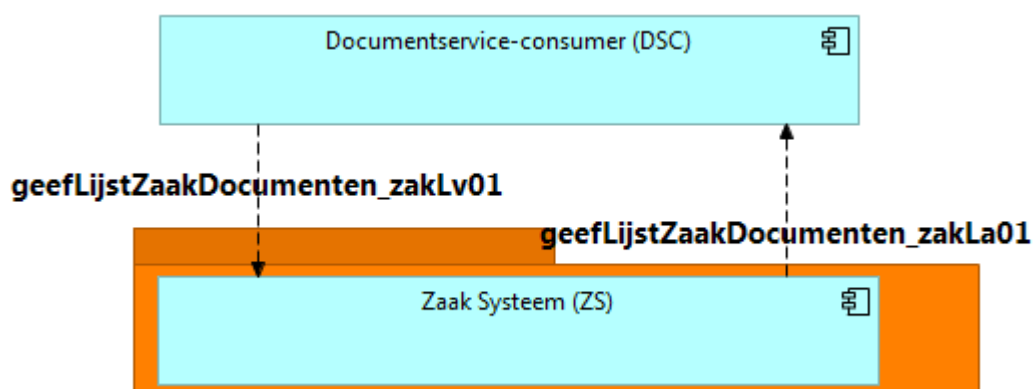 Documentservice-consumer (DSC)
geefLijstZaakDocumenten_zakLv01
geefLijstZaakDocumenten_zakLa01
Zaak Systeem (ZS)